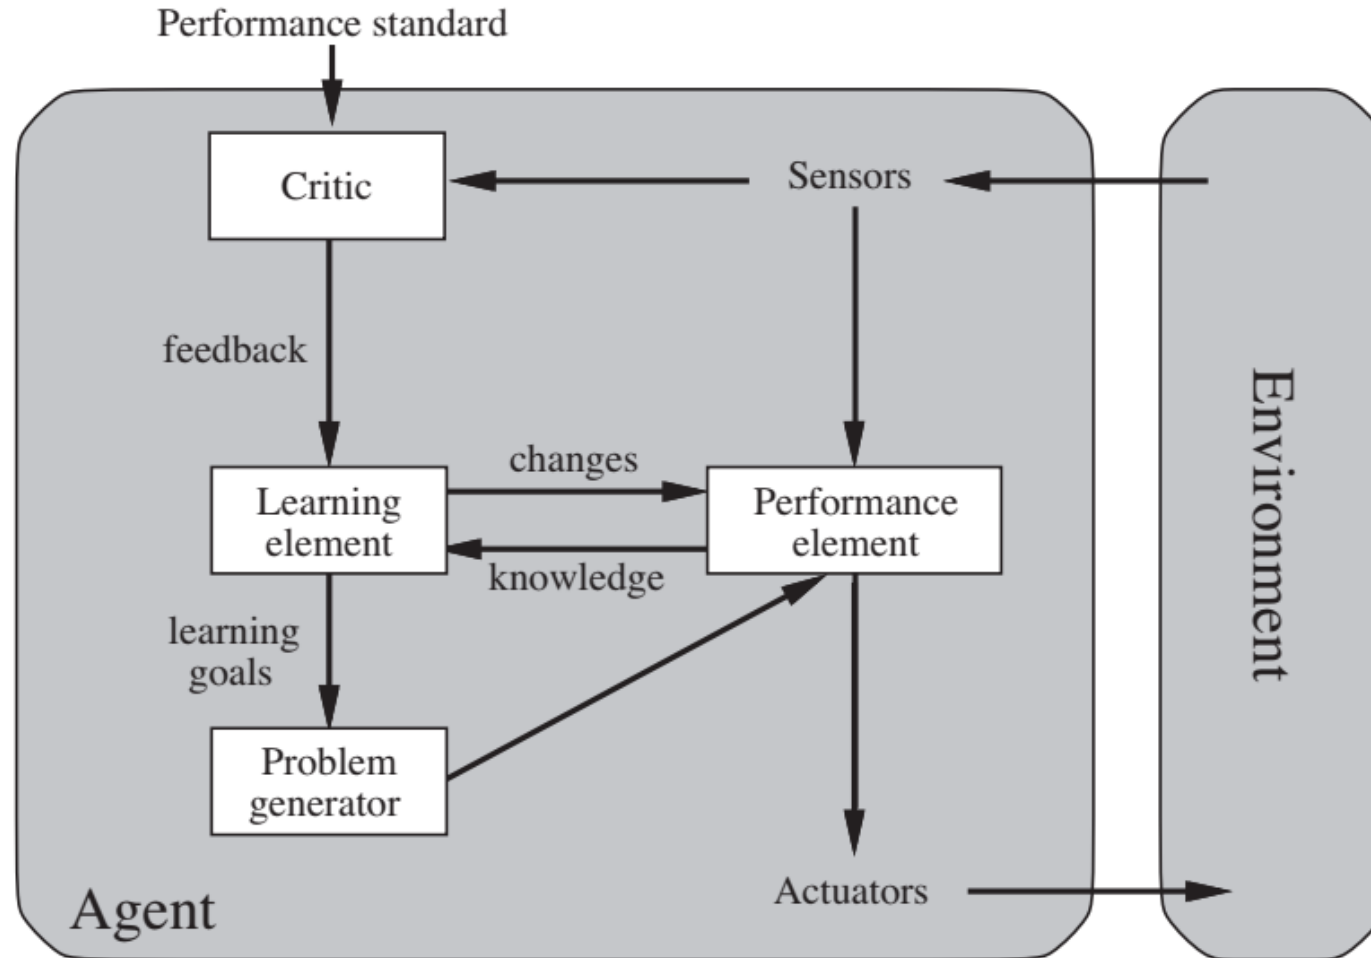 Performance standard
Critic
Sensors
feedback
changes
Learning
element
Performance
element
knowledge
learning
goals
Problem
generator
Actuators
Agent
Environment